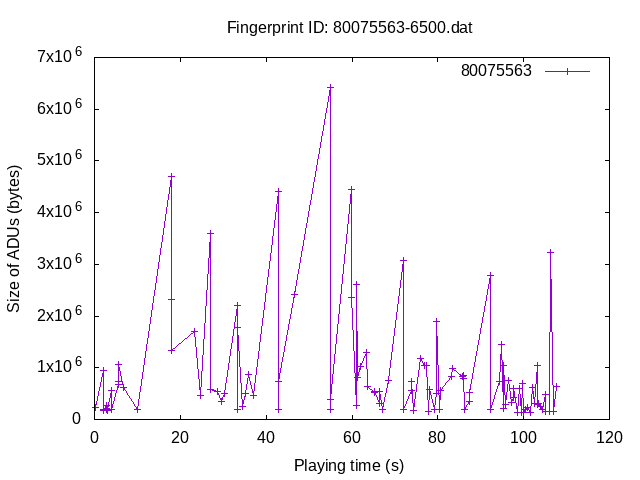 Fingerprint ID: 80075563-6500.dat
7x10^6
80075563
6x10^6
5x10^6
4x10^6
3x10^6
2x10^6
1x10^6
0
Size of ADUs (bytes)
0 20 40 60 80 100 120
Playing time (s)